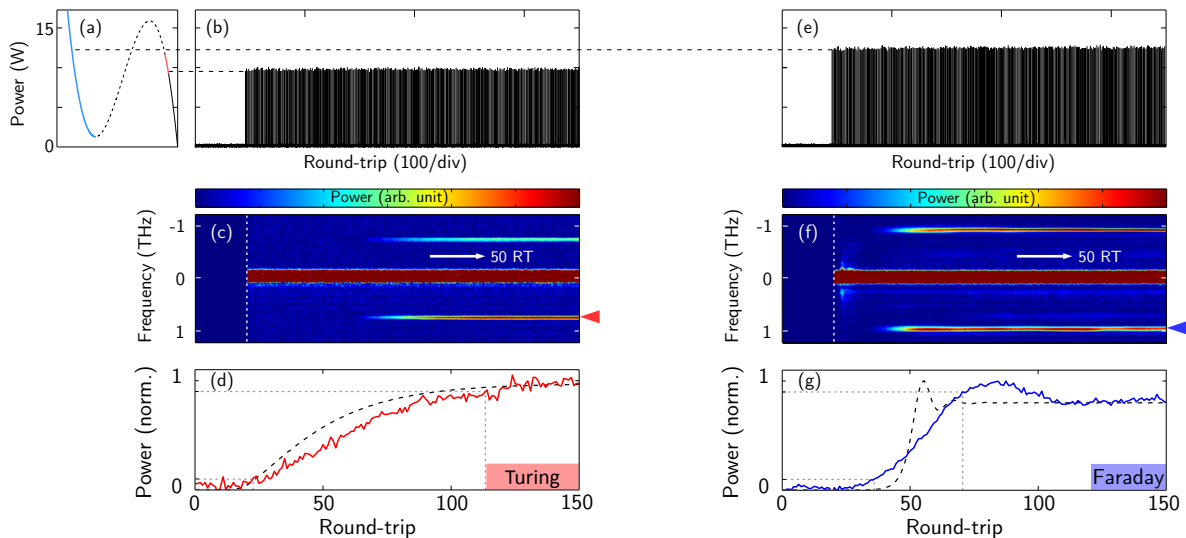 (a)
(b)
(e)
15
0
Power (W)
Round-trip (100/div)
Round-trip (100/div)
Power (arb. unit)
Power (arb. unit)
(c)
(f)
-1
0
1
Frequency (THz)
50 RT
-1
0
1
Frequency (THz)
50 RT
(d)
1
0
Power (norm.)
Turing
0
50
100
150
Round-trip
(g)
1
0
Power (norm.)
Faraday
0
50
100
150
Round-trip